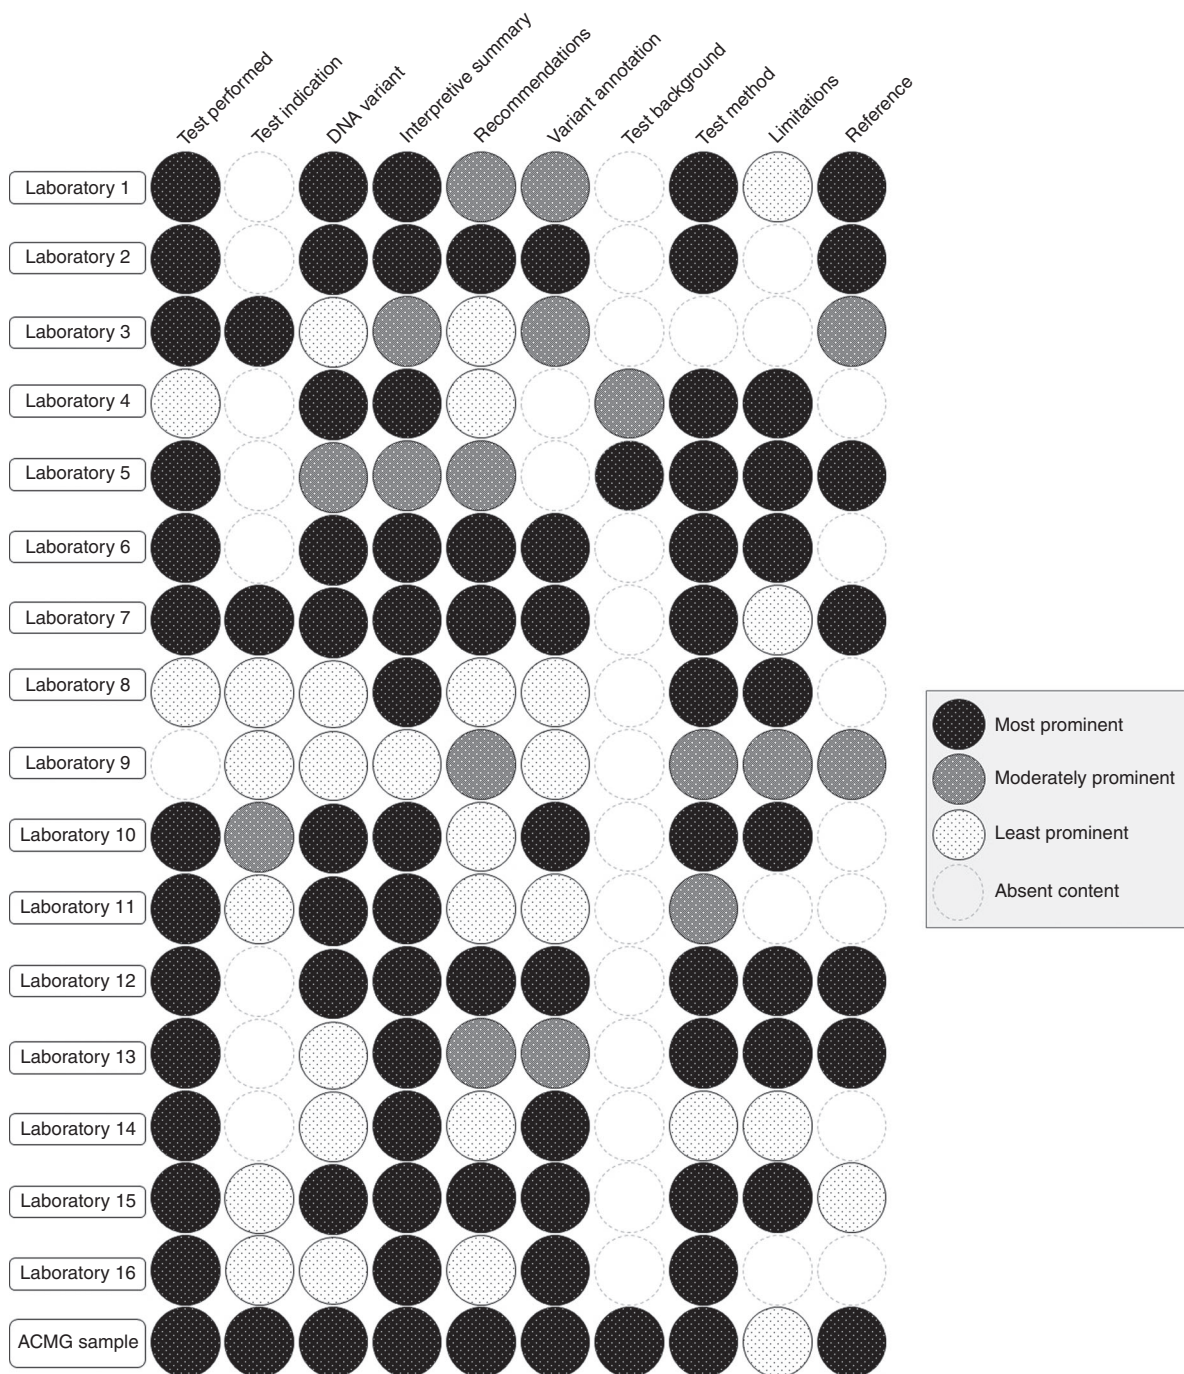 Test performed
Test indication
DNA variant
Interpretive summary
Recommendations
Variant annotation
Test background
Test method
Limitations
Reference
Laboratory 1
Laboratory 2
Laboratory 3
Laboratory 4
Laboratory 5
Laboratory 6
Laboratory 7
Laboratory 8
Laboratory 9
Laboratory 10
Laboratory 11
Laboratory 12
Laboratory 13
Laboratory 14
Laboratory 15
Laboratory 16
ACMG sample
Most prominent
Moderately prominent
Least prominent
Absent content